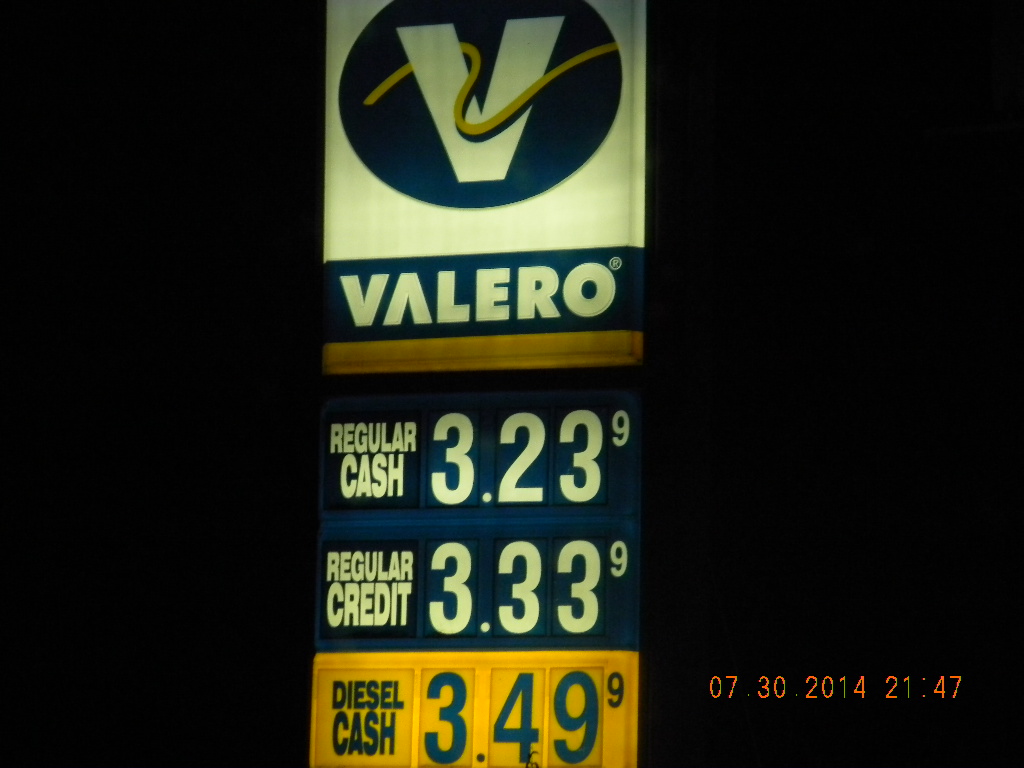 V
VALERO®
REGULAR
CASH
3.23 9
REGULAR
CREDIT
3.33 9
DIESEL
CASH
3.49 9
07.30.2014 21:47